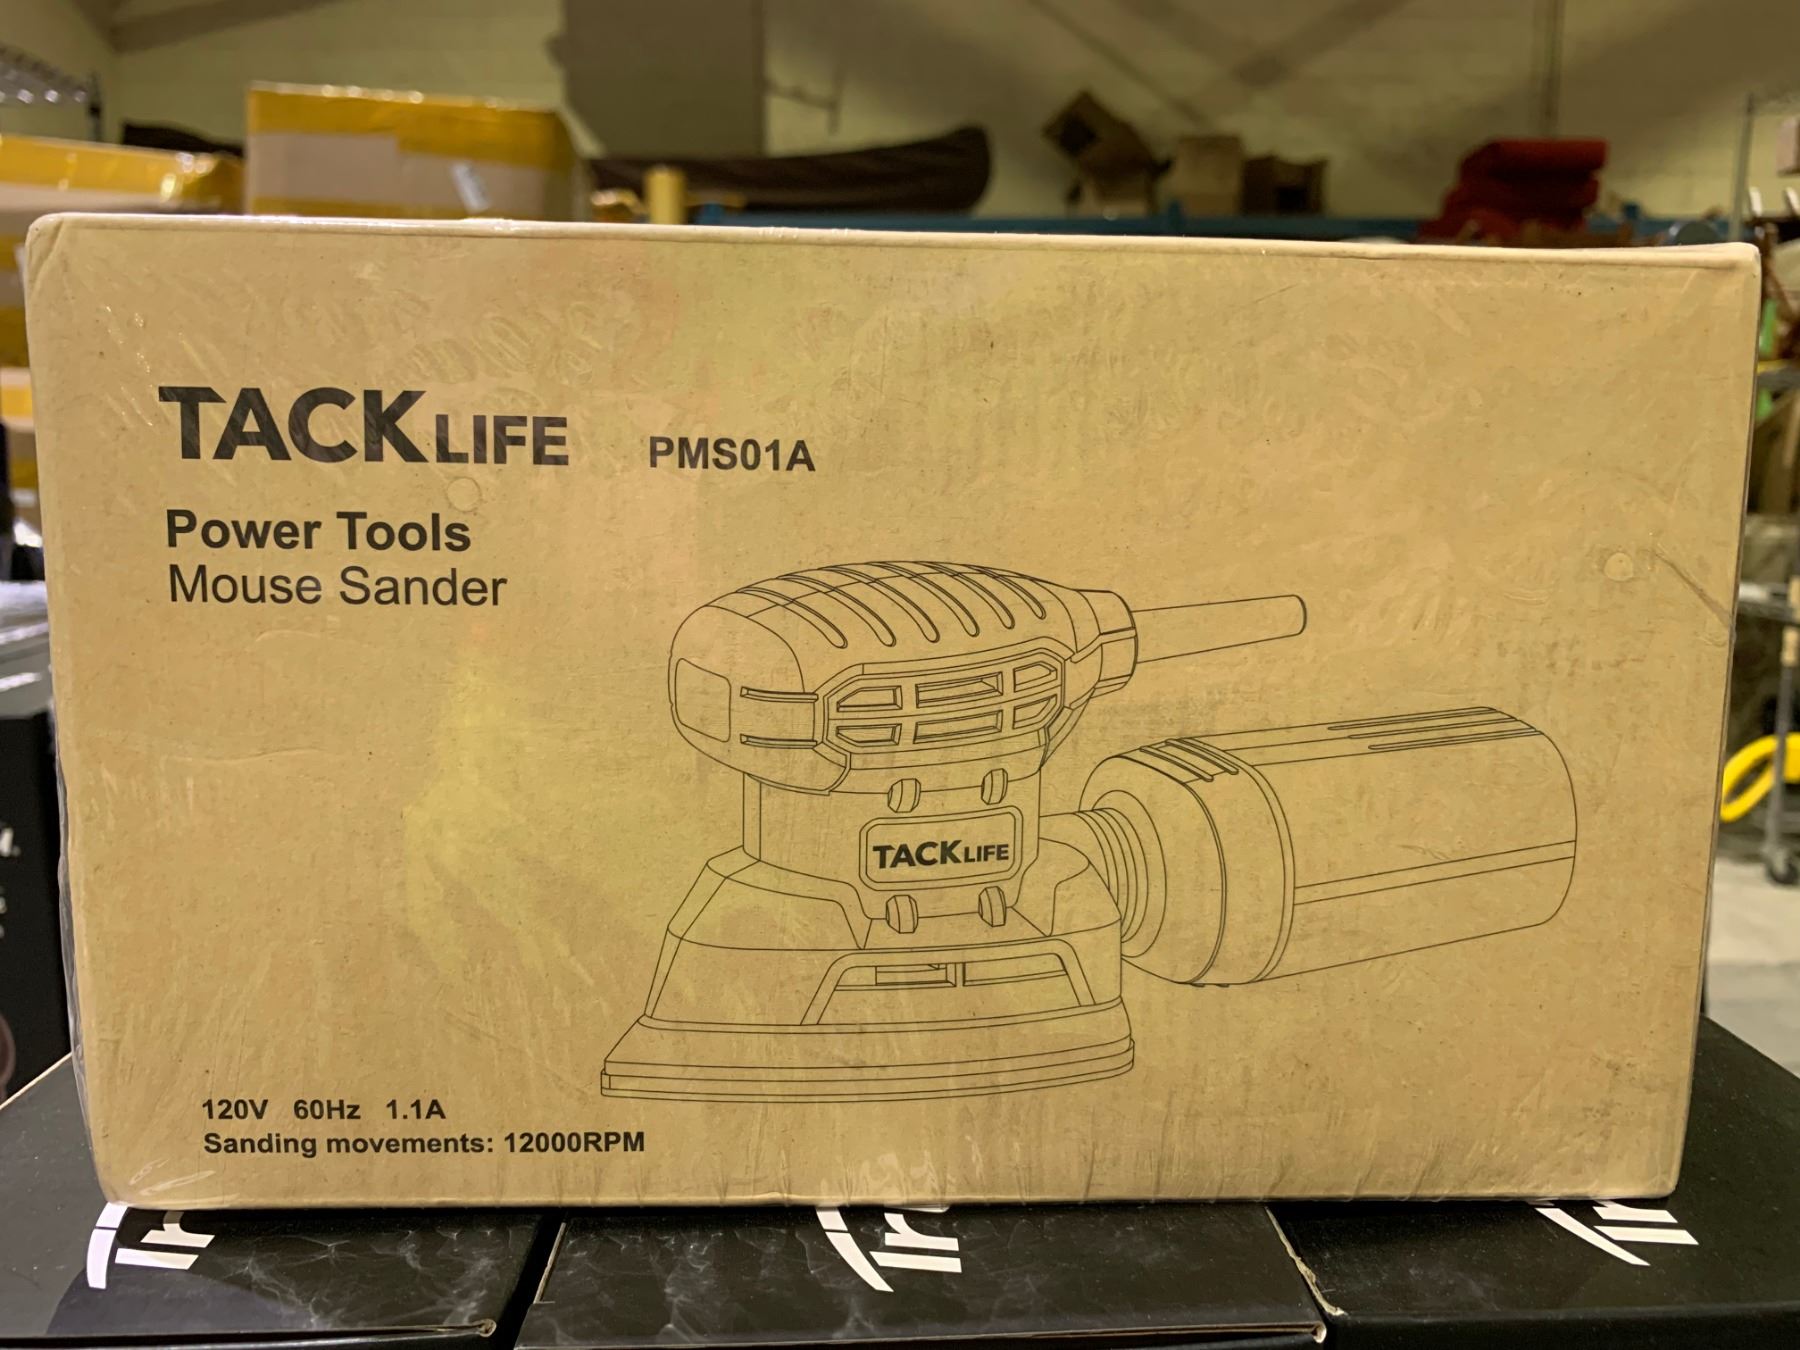 TACKLIFE PMS01A
Power Tools
Mouse Sander
TACKLIFE
120V 60Hz 1.1A
Sanding movements: 12000RPM